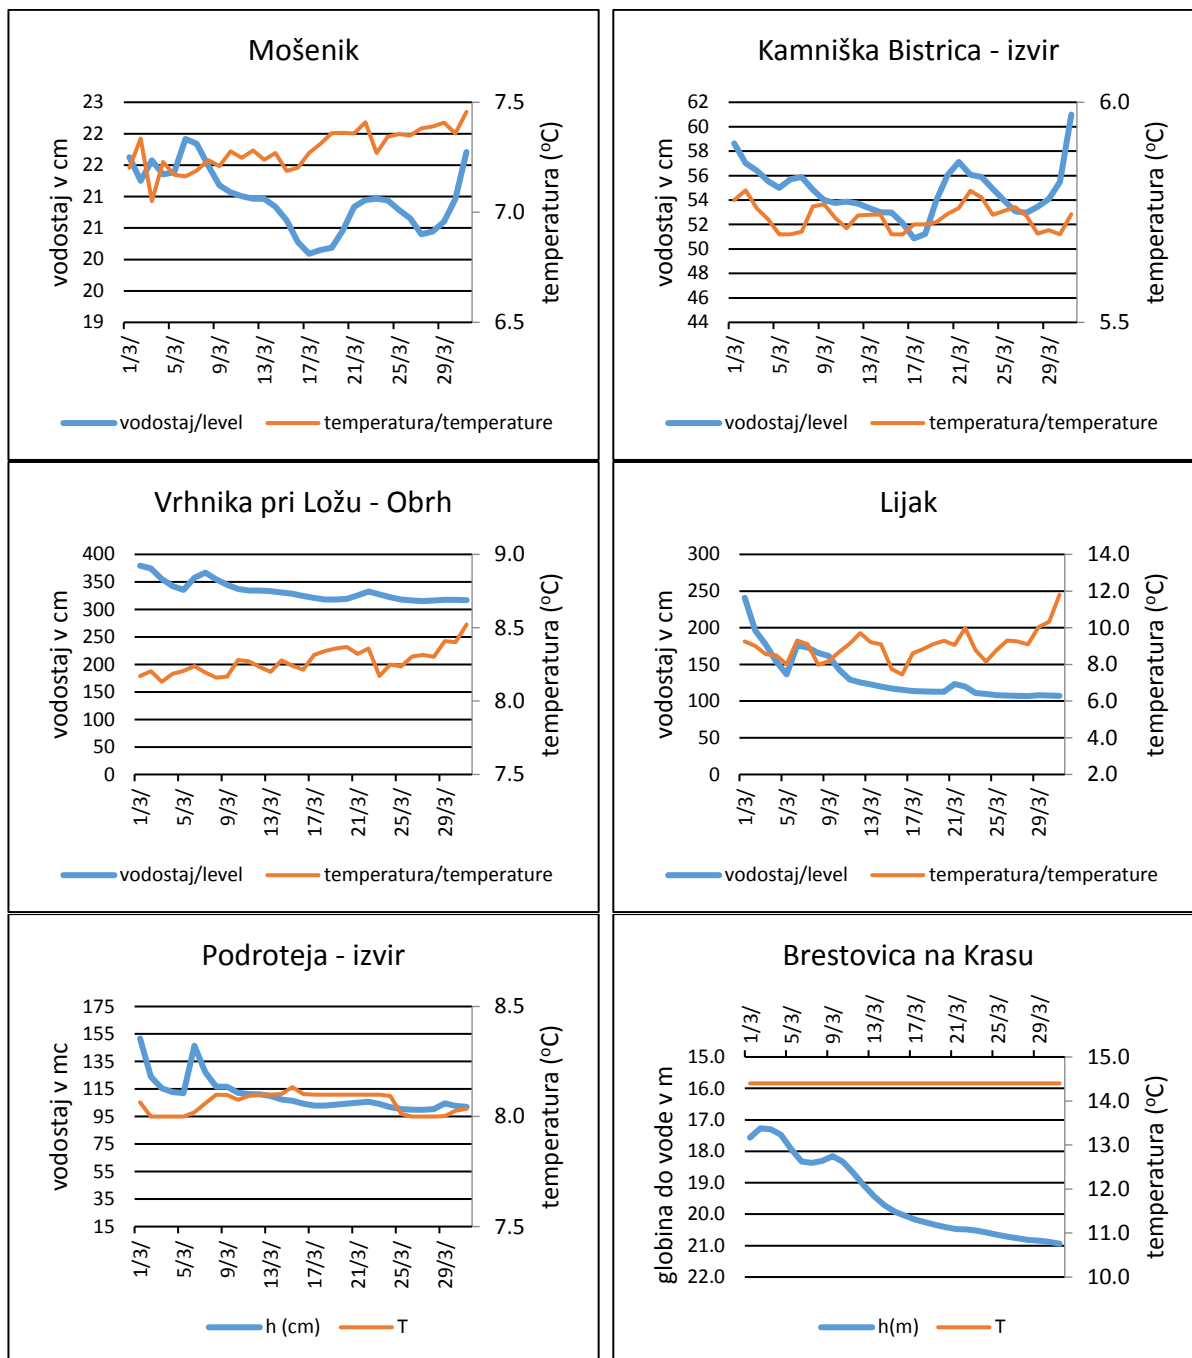 Mošenik
vodostaj v cm
23
22
22
21
21
20
20
19
7.5
7.0
6.5
temperatura (ºC)
1/3/ 5/3/ 9/3/ 13/3/ 17/3/ 21/3/ 25/3/ 29/3/
vodostaj/level temperatura/temperature
Kamniška Bistrica - izvir
vodostaj v cm
62
60
58
56
54
52
50
48
46
44
6.0
5.5
temperatura (ºC)
1/3/ 5/3/ 9/3/ 13/3/ 17/3/ 21/3/ 25/3/ 29/3/
vodostaj/level temperatura/temperature
Vrhnika pri Ložu - Obrh
vodostaj v cm
400
350
300
250
200
150
100
50
0
9.0
8.5
8.0
7.5
temperatura (ºC)
1/3/ 5/3/ 9/3/ 13/3/ 17/3/ 21/3/ 25/3/ 29/3/
vodostaj/level temperatura/temperature
Lijak
vodostaj v cm
300
250
200
150
100
50
0
14.0
12.0
10.0
8.0
6.0
4.0
2.0
temperatura (ºC)
1/3/ 5/3/ 9/3/ 13/3/ 17/3/ 21/3/ 25/3/ 29/3/
vodostaj/level temperatura/temperature
Podroteja - izvir
vodostaj v mc
175
155
135
115
95
75
55
35
15
8.5
8.0
7.5
temperatura (ºC)
1/3/ 5/3/ 9/3/ 13/3/ 17/3/ 21/3/ 25/3/ 29/3/
h (cm) T
Brestovica na Krasu
1/3/ 5/3/ 9/3/ 13/3/ 17/3/ 21/3/ 25/3/ 29/3/
globina do vode v m
15.0
16.0
17.0
18.0
19.0
20.0
21.0
22.0
15.0
14.0
13.0
12.0
11.0
10.0
temperatura (ºC)
h(m) T